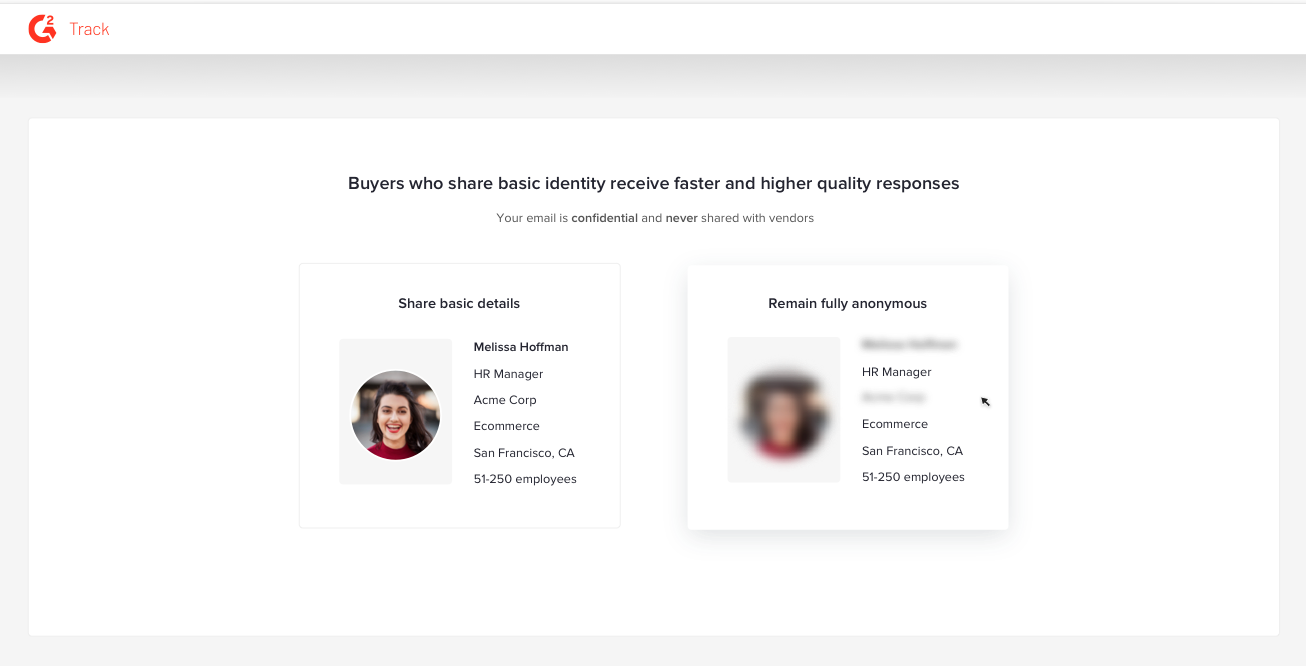 G2 Track
Buyers who share basic identity receive faster and higher quality responses
Your email is confidential and never shared with vendors
Share basic details
Melissa Hoffman
HR Manager
Acme Corp
Ecommerce
San Francisco, CA
51-250 employees
Remain fully anonymous
HR Manager
Ecommerce
San Francisco, CA
51-250 employees